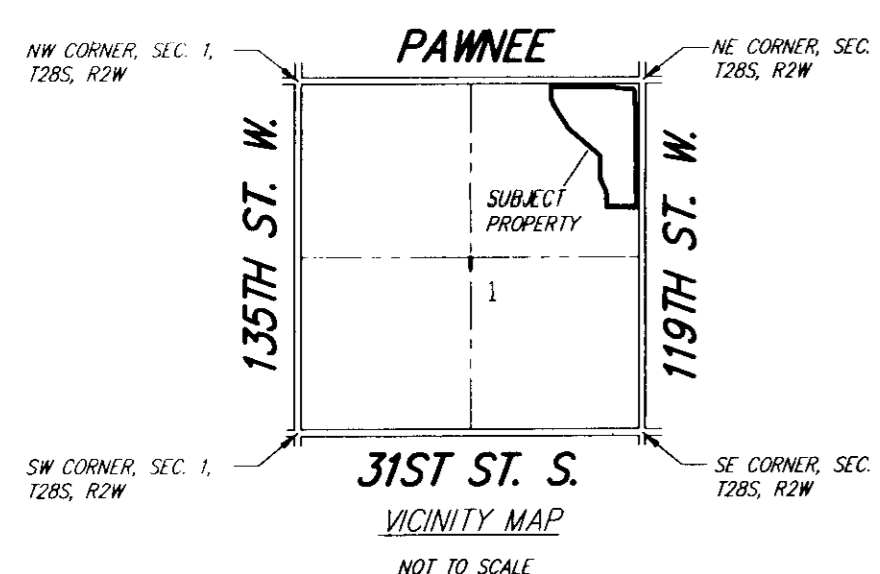 PAWNEE
NW CORNER, SEC. 1,
T28S, R2W
NE CORNER, SEC.
T28S, R2W
135TH ST. W.
119TH ST. W.
SUBJECT
PROPERTY
1
SW CORNER, SEC. 1,
T28S, R2W
SE CORNER, SEC.
T28S, R2W
31ST ST. S.
VICINITY MAP
NOT TO SCALE